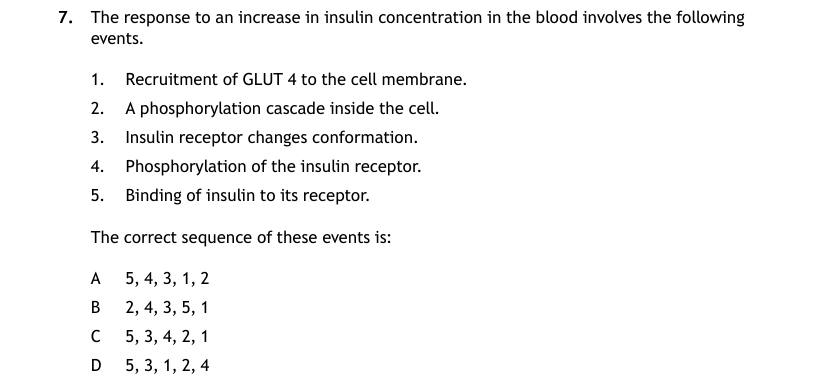 7. The response to an increase in insulin concentration in the blood involves the following
events.
1. Recruitment of GLUT 4 to the cell membrane.
2. A phosphorylation cascade inside the cell.
3. Insulin receptor changes conformation.
4. Phosphorylation of the insulin receptor.
5. Binding of insulin to its receptor.
The correct sequence of these events is:
A 5, 4, 3, 1, 2
B 2, 4, 3, 5, 1
C 5, 3, 4, 2, 1
D 5, 3, 1, 2, 4